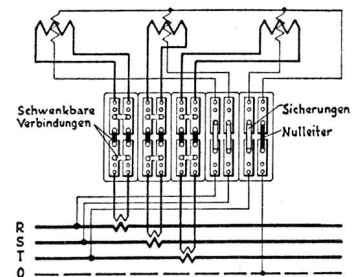 Schwenkbare
Verbindungen
Sicherungen
Nulleiter
R
S
T
0